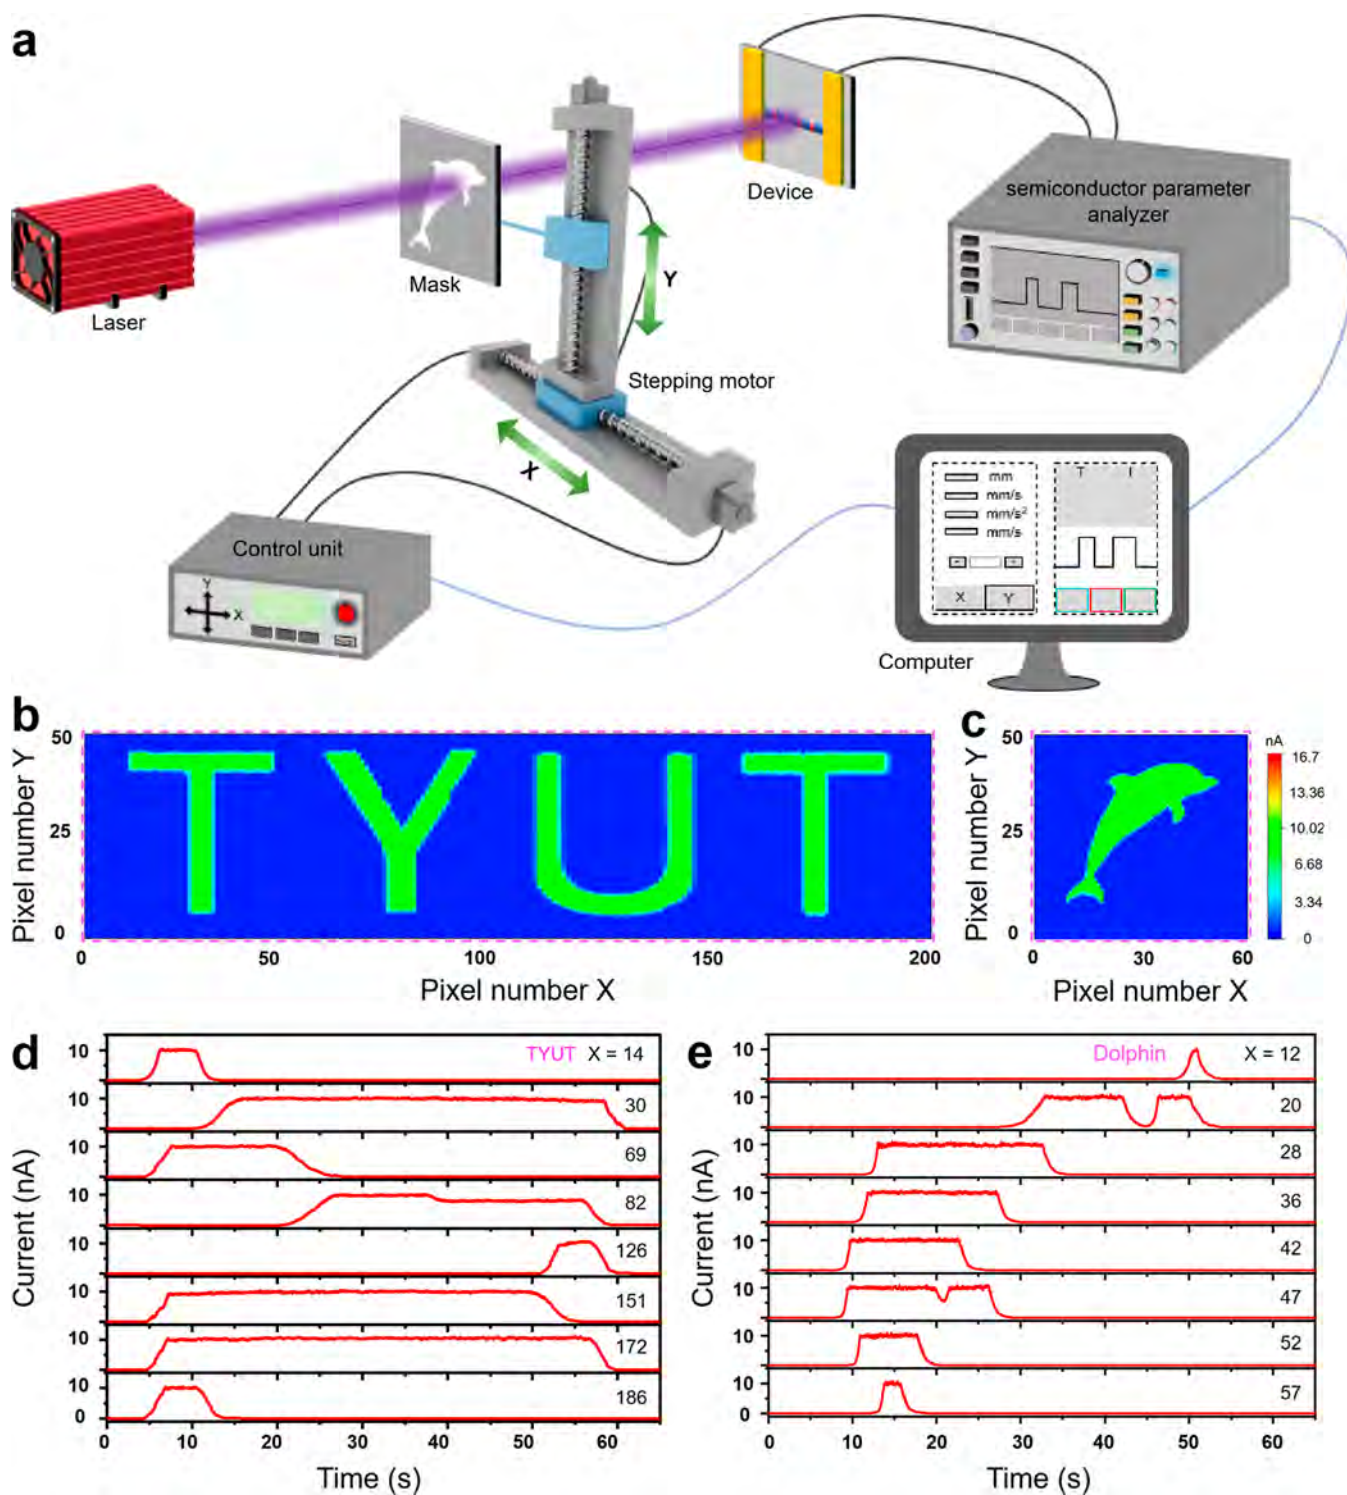 a
Laser
Mask
Device
semiconductor parameter
analyzer
Y
Stepping motor
X
Control unit
Y
X
mm
mm/s
mm/s²
mm/s
X
Y
T I
Computer
b
Pixel number Y
50
25
0
TYUT
0 50 100 150 200
Pixel number X
c
Pixel number Y
50
25
0
0 30 60
Pixel number X
nA
16.7
13.36
10.02
6.68
3.34
0
d
Current (nA)
10 TYUT X = 14
10 30
10 69
10 82
10 126
10 151
10 172
10 186
0
0 10 20 30 40 50 60
Time (s)
e
Current (nA)
10 Dolphin X = 12
10 20
10 28
10 36
10 42
10 47
10 52
10 57
0
0 10 20 30 40 50 60
Time (s)